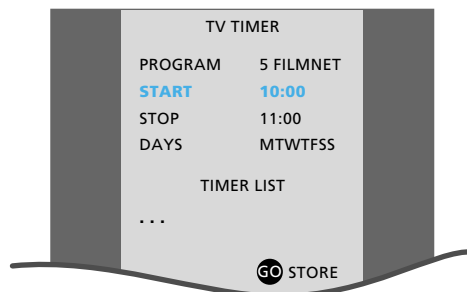 TV TIMER
PROGRAM 5 FILMNET
START 10:00
STOP 11:00
DAYS MTWTFSS
TIMER LIST
...
GO STORE